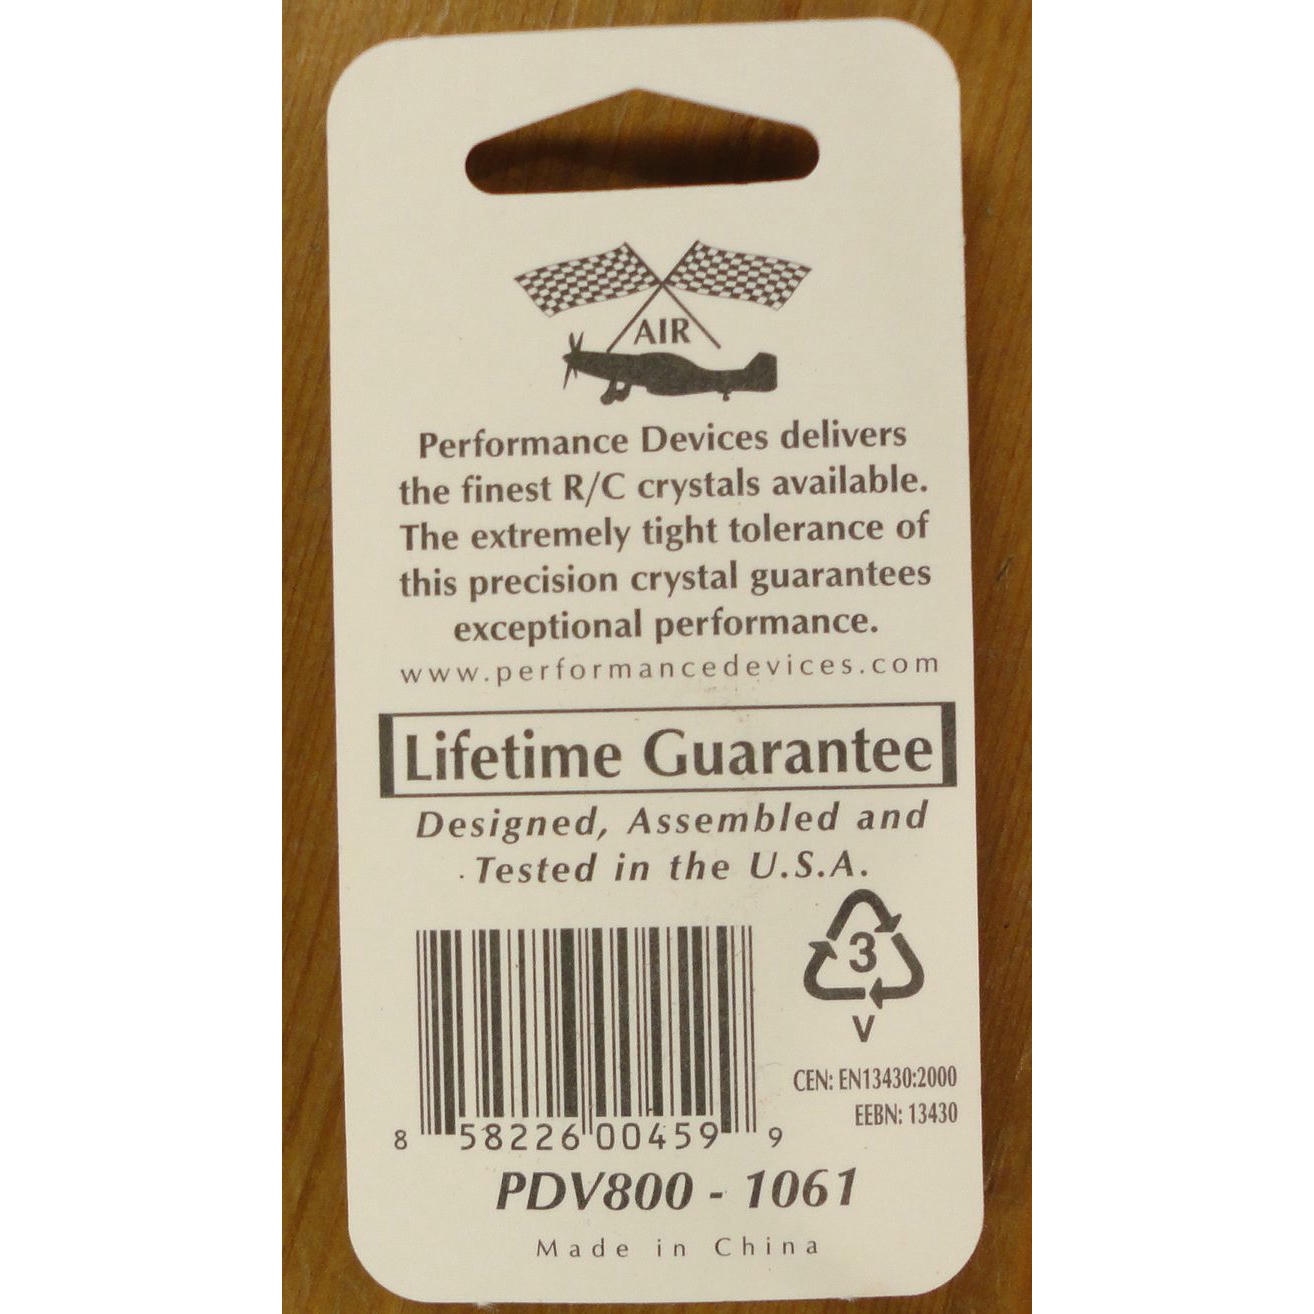 AIR
Performance Devices delivers
the finest R/C crystals available.
The extremely tight tolerance of
this precision crystal guarantees
exceptional performance.
www.performancedevices.com
Lifetime Guarantee
Designed, Assembled and
Tested in the U.S.A.
3
V
CEN: EN13430:2000
EEBN: 13430
8 58226 00459 9
PDV800 - 1061
Made in China